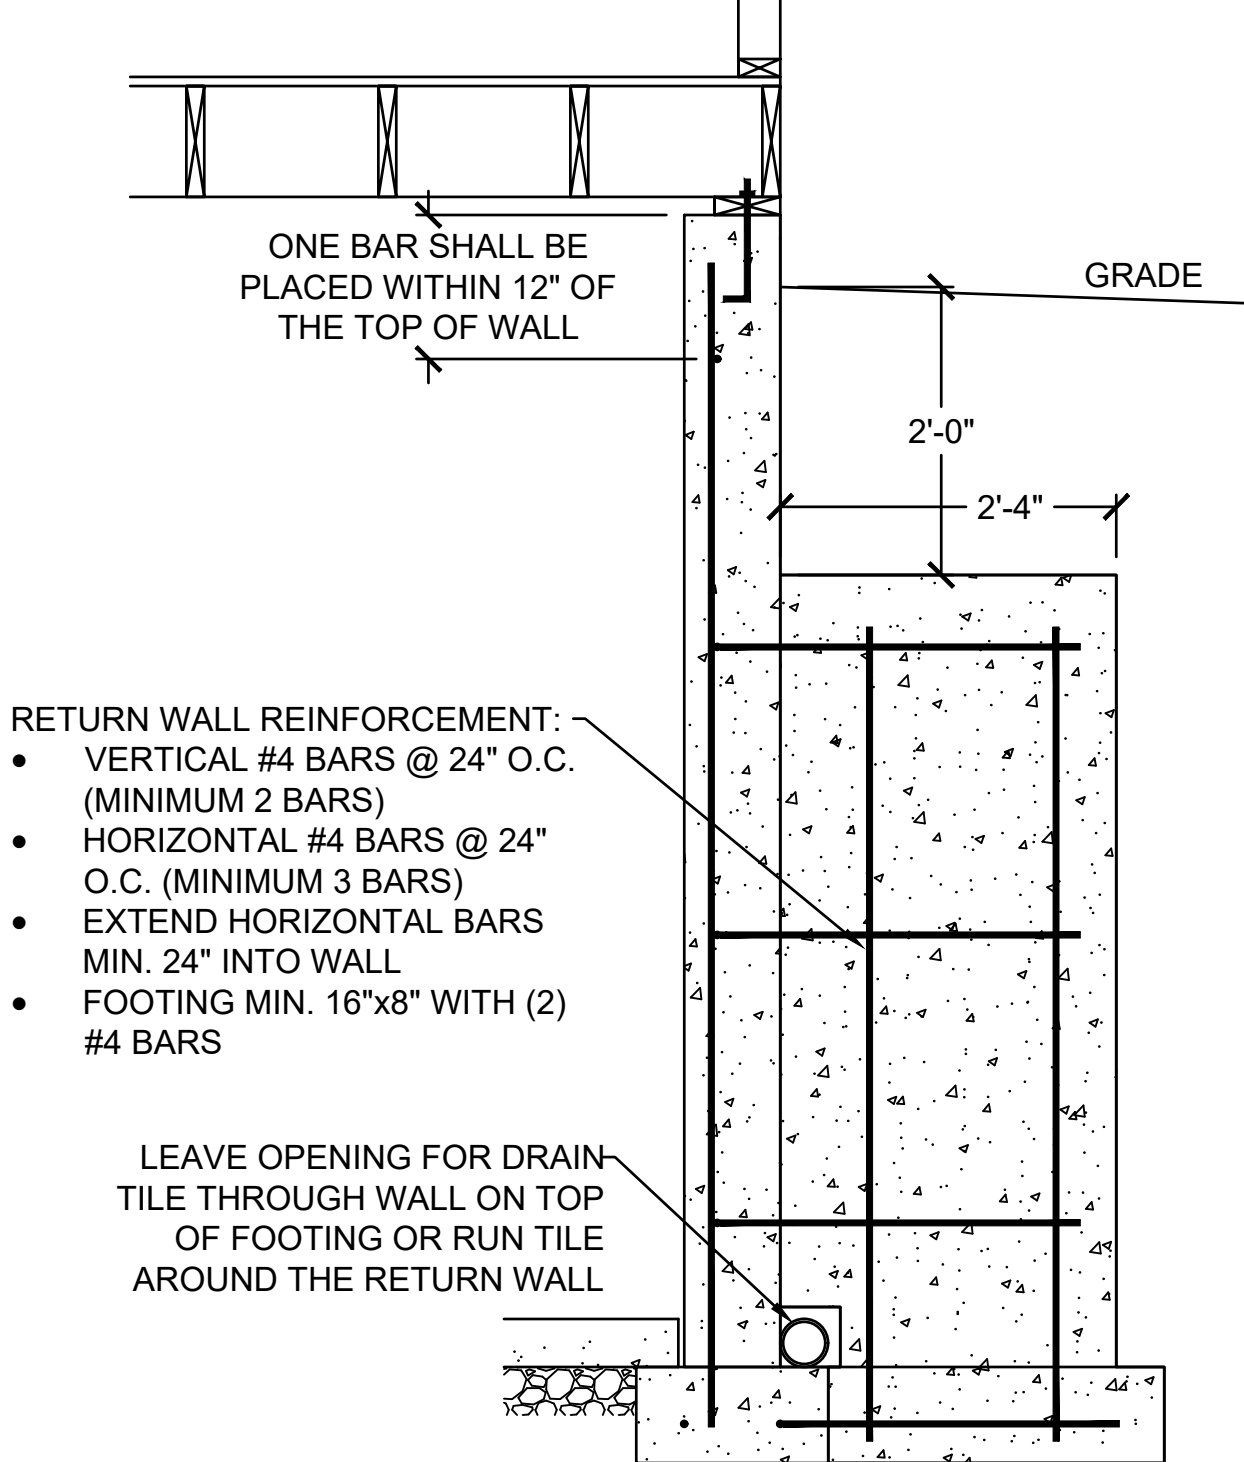 ONE BAR SHALL BE
PLACED WITHIN 12" OF
THE TOP OF WALL
GRADE
2'-0"
2'-4"
RETURN WALL REINFORCEMENT:
• VERTICAL #4 BARS @ 24" O.C.
(MINIMUM 2 BARS)
• HORIZONTAL #4 BARS @ 24"
O.C. (MINIMUM 3 BARS)
• EXTEND HORIZONTAL BARS
MIN. 24" INTO WALL
• FOOTING MIN. 16"x8" WITH (2)
#4 BARS
LEAVE OPENING FOR DRAIN
TILE THROUGH WALL ON TOP
OF FOOTING OR RUN TILE
AROUND THE RETURN WALL